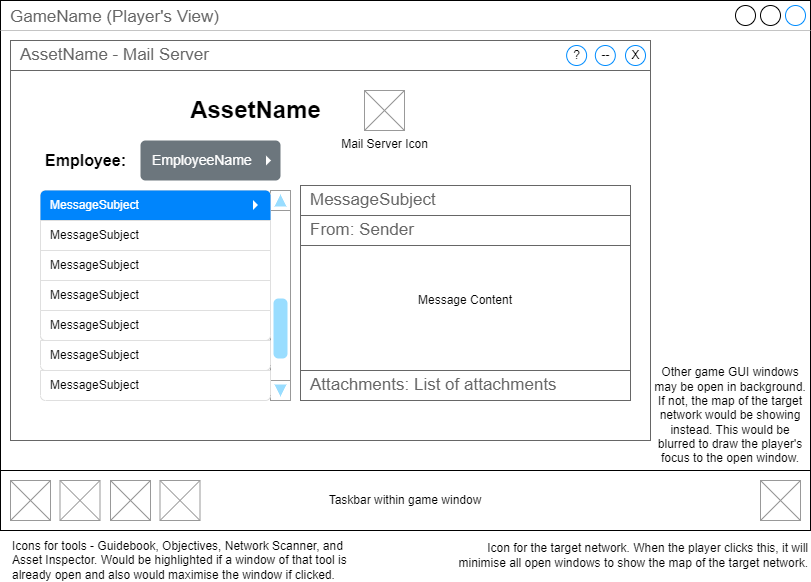 GameName (Player's View)
AssetName - Mail Server
?
--
X
AssetName
Mail Server Icon
Employee:
EmployeeName
MessageSubject
MessageSubject
MessageSubject
MessageSubject
MessageSubject
MessageSubject
MessageSubject
MessageSubject
From: Sender
Message Content
Attachments: List of attachments
Other game GUI windows
may be open in background.
If not, the map of the target
network would be showing
instead. This would be
blurred to draw the player's
focus to the open window.
Taskbar within game window
Icons for tools - Guidebook, Objectives, Network Scanner, and
Asset Inspector. Would be highlighted if a window of that tool is
already open and also would maximise the window if clicked.
Icon for the target network. When the player clicks this, it will
minimise all open windows to show the map of the target network.